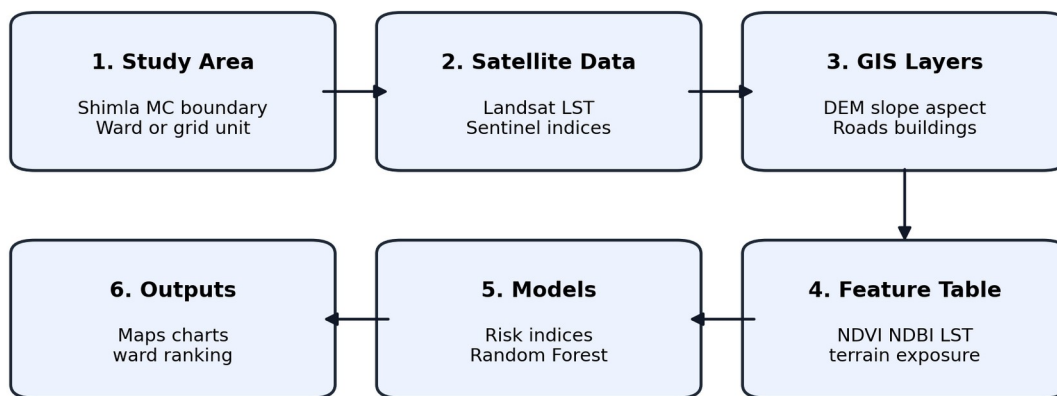 1. Study Area
Shimla MC boundary
Ward or grid unit
2. Satellite Data
Landsat LST
Sentinel indices
3. GIS Layers
DEM slope aspect
Roads buildings
4. Feature Table
NDVI NDBI LST
terrain exposure
5. Models
Risk indices
Random Forest
6. Outputs
Maps charts
ward ranking